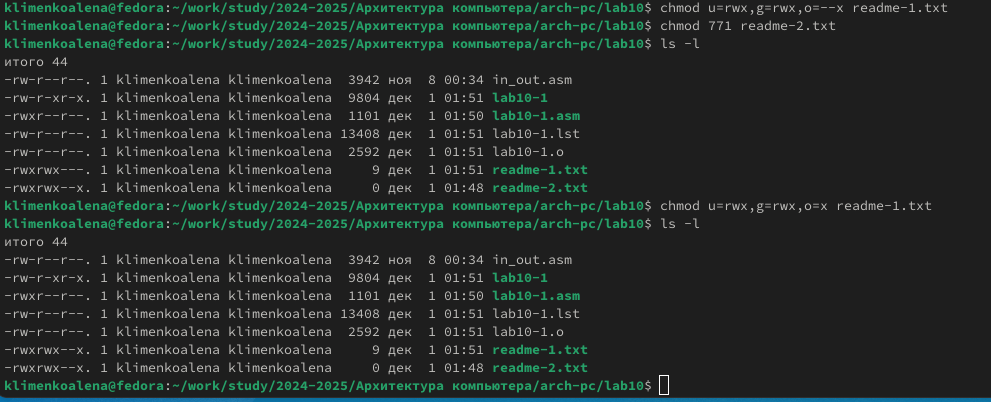 klimenkoalena@fedora:~/work/study/2024-2025/Архитектура компьютера/arch-pc/lab10$ chmod u=rwx,g=rwx,o=--x readme-1.txt
klimenkoalena@fedora:~/work/study/2024-2025/Архитектура компьютера/arch-pc/lab10$ chmod 771 readme-2.txt
klimenkoalena@fedora:~/work/study/2024-2025/Архитектура компьютера/arch-pc/lab10$ ls -l
итого 44
-rw-r--r--. 1 klimenkoalena klimenkoalena  3942 ноя  8 00:34 in_out.asm
-rw-r-xr-x. 1 klimenkoalena klimenkoalena  9804 дек  1 01:51 lab10-1
-rwxr--r--. 1 klimenkoalena klimenkoalena  1101 дек  1 01:50 lab10-1.asm
-rw-r--r--. 1 klimenkoalena klimenkoalena 13408 дек  1 01:51 lab10-1.lst
-rw-r--r--. 1 klimenkoalena klimenkoalena  2592 дек  1 01:51 lab10-1.o
-rwxrwx---. 1 klimenkoalena klimenkoalena     9 дек  1 01:51 readme-1.txt
-rwxrwx--x. 1 klimenkoalena klimenkoalena     0 дек  1 01:48 readme-2.txt
klimenkoalena@fedora:~/work/study/2024-2025/Архитектура компьютера/arch-pc/lab10$ chmod u=rwx,g=rwx,o=x readme-1.txt
klimenkoalena@fedora:~/work/study/2024-2025/Архитектура компьютера/arch-pc/lab10$ ls -l
итого 44
-rw-r--r--. 1 klimenkoalena klimenkoalena  3942 ноя  8 00:34 in_out.asm
-rw-r-xr-x. 1 klimenkoalena klimenkoalena  9804 дек  1 01:51 lab10-1
-rwxr--r--. 1 klimenkoalena klimenkoalena  1101 дек  1 01:50 lab10-1.asm
-rw-r--r--. 1 klimenkoalena klimenkoalena 13408 дек  1 01:51 lab10-1.lst
-rw-r--r--. 1 klimenkoalena klimenkoalena  2592 дек  1 01:51 lab10-1.o
-rwxrwx--x. 1 klimenkoalena klimenkoalena     9 дек  1 01:51 readme-1.txt
-rwxrwx--x. 1 klimenkoalena klimenkoalena     0 дек  1 01:48 readme-2.txt
klimenkoalena@fedora:~/work/study/2024-2025/Архитектура компьютера/arch-pc/lab10$